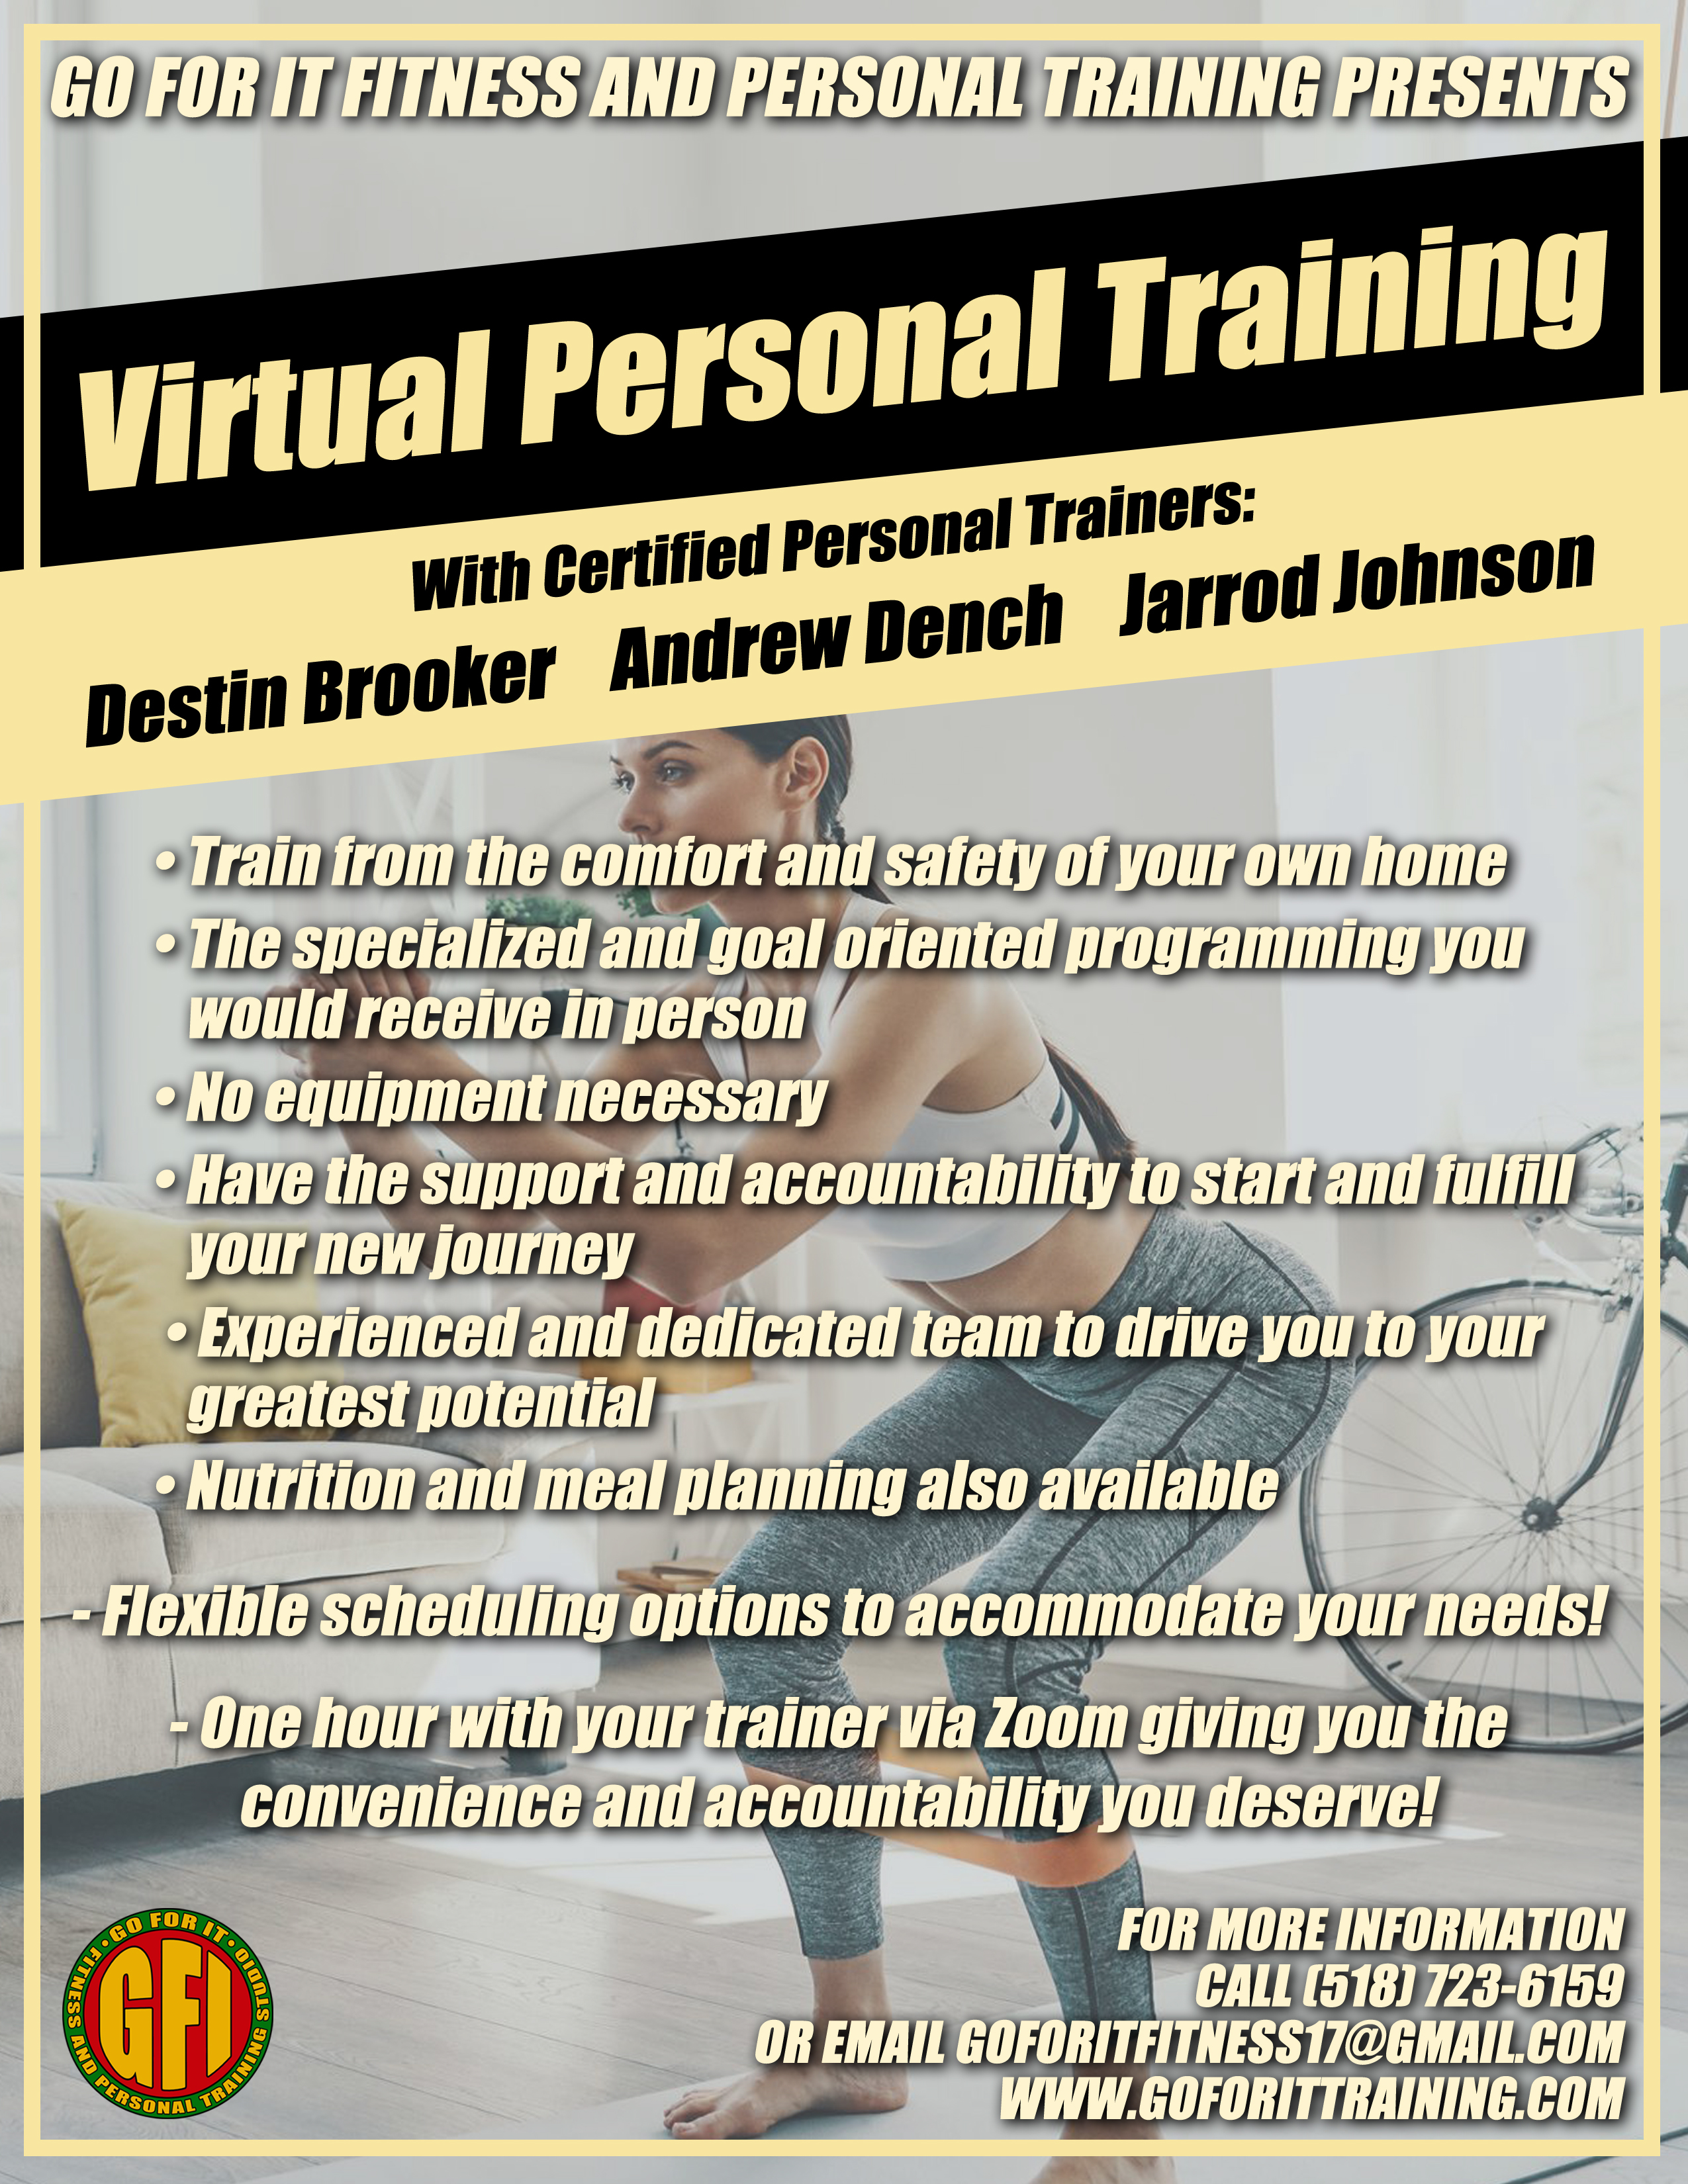 GO FOR IT FITNESS AND PERSONAL TRAINING PRESENTS
Virtual Personal Training
With Certified Personal Trainers:
Destin Brooker Andrew Dench Jarrod Johnson
• Train from the comfort and safety of your own home
• The specialized and goal oriented programming you
would receive in person
• No equipment necessary
• Have the support and accountability to start and fulfill
your new journey
• Experienced and dedicated team to drive you to your
greatest potential
• Nutrition and meal planning also available
- Flexible scheduling options to accommodate your needs!
- One hour with your trainer via Zoom giving you the
convenience and accountability you deserve!
• GO FOR IT • STUDIO
GFI
FITNESS AND PERSONAL TRAINING
FOR MORE INFORMATION
CALL (518) 723-6159
OR EMAIL GOFORITFITNESS17@GMAIL.COM
WWW.GOFORITTRAINING.COM